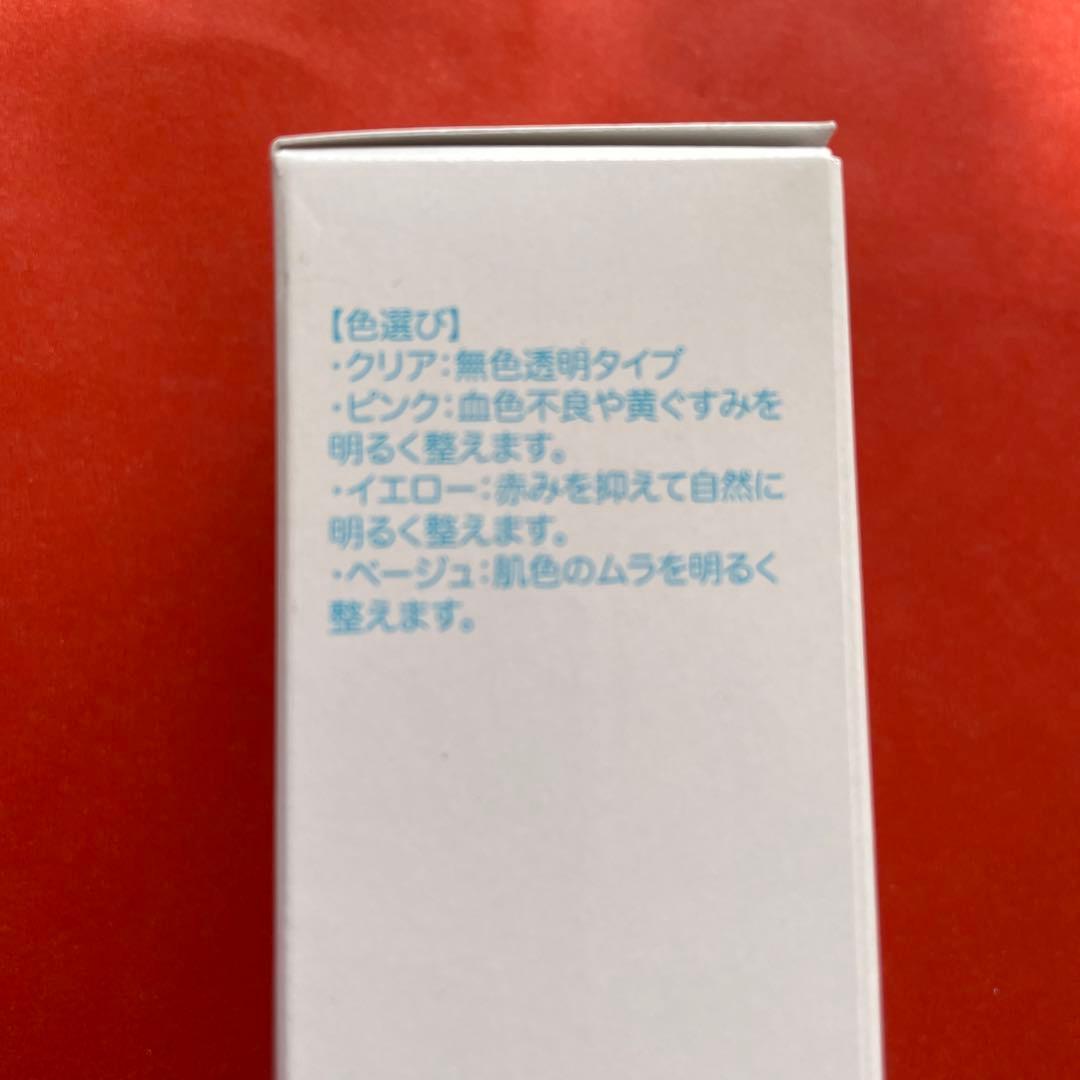 【色選び】
・クリア：無色透明タイプ
・ピンク：血色不良や黄ぐすみを
明るく整えます。
・イエロー：赤みを抑えて自然に
明るく整えます。
・ベージュ：肌色のムラを明るく
整えます。